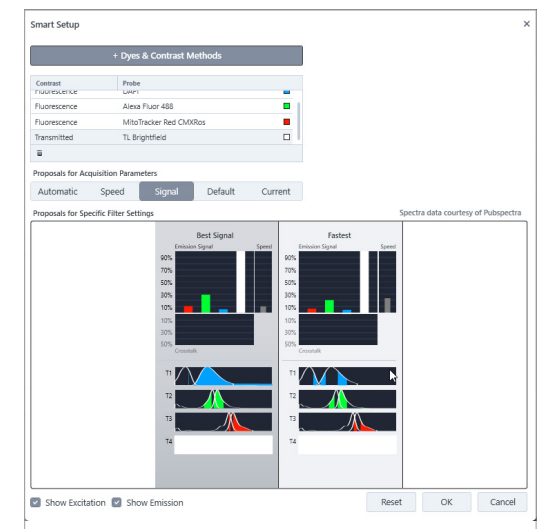 Smart Setup
+ Dyes & Contrast Methods
Contrast Probe
Fluorescence DAPI
Fluorescence Alexa Fluor 488
Fluorescence MitoTracker Red CMXRos
Transmitted TL Brightfield
Proposals for Acquisition Parameters
Automatic Speed Signal Default Current
Proposals for Specific Filter Settings Spectra data courtesy of Pubspectra
Best Signal Fastest
Emission Signal Speed Emission Signal Speed
90% 90%
70% 70%
50% 50%
30% 30%
10% 10%
10% 10%
30% 30%
50% 50%
Crosstalk Crosstalk
T1 T1
T2 T2
T3 T3
T4 T4
Show Excitation Show Emission Reset OK Cancel